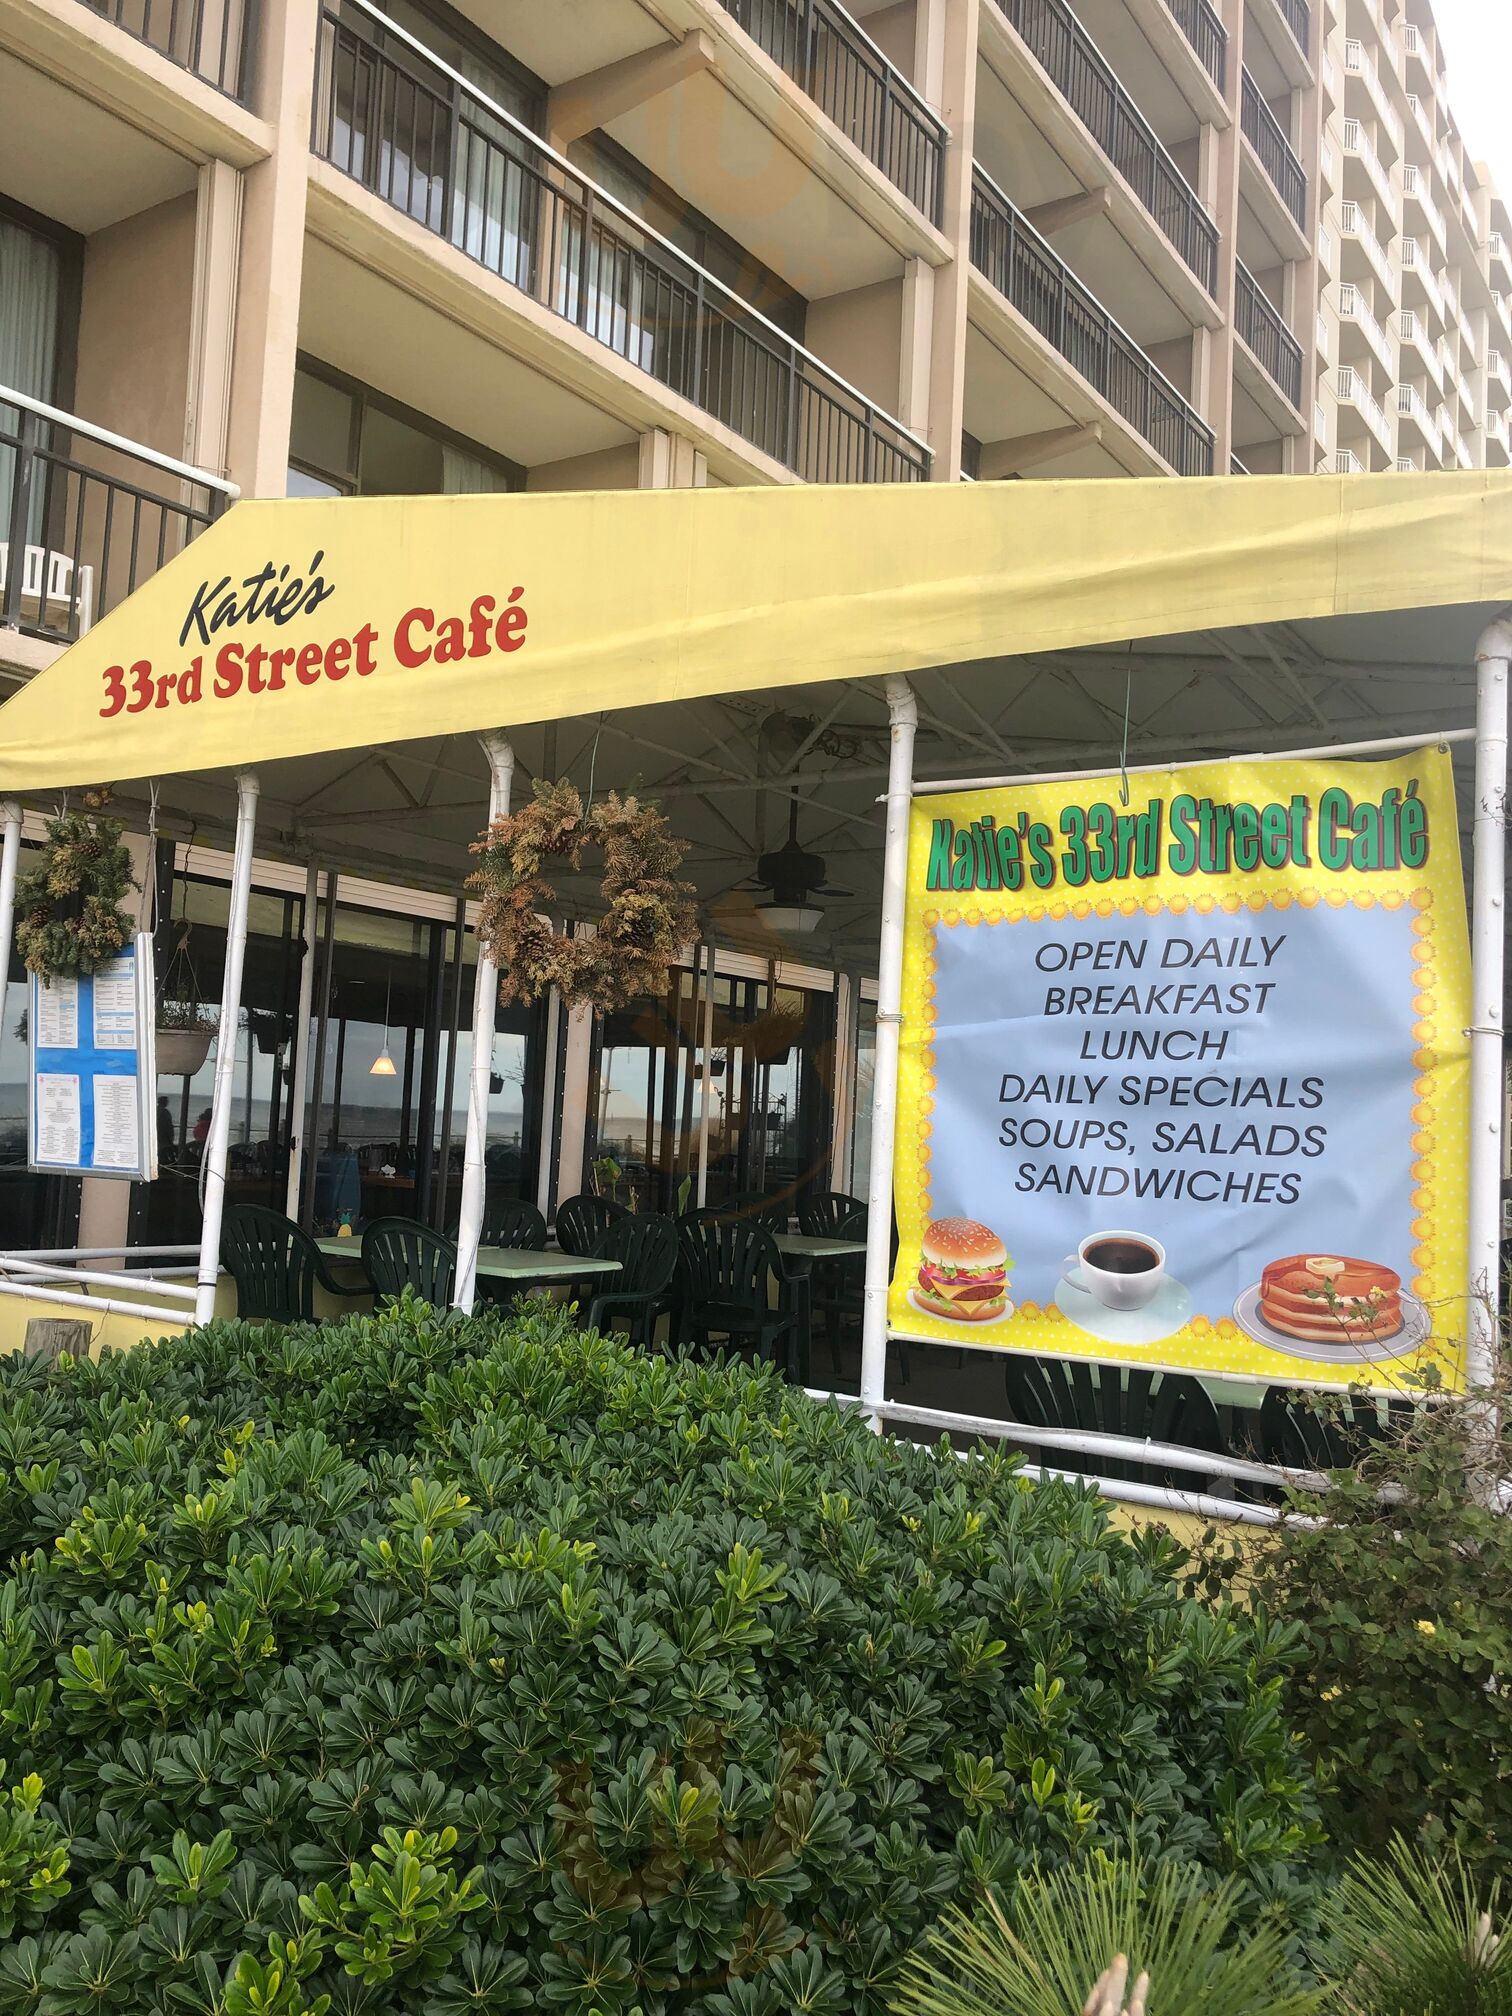 Katie's
33rd Street Café
Katie's 33rd Street Café
OPEN DAILY
BREAKFAST
LUNCH
DAILY SPECIALS
SOUPS, SALADS
SANDWICHES